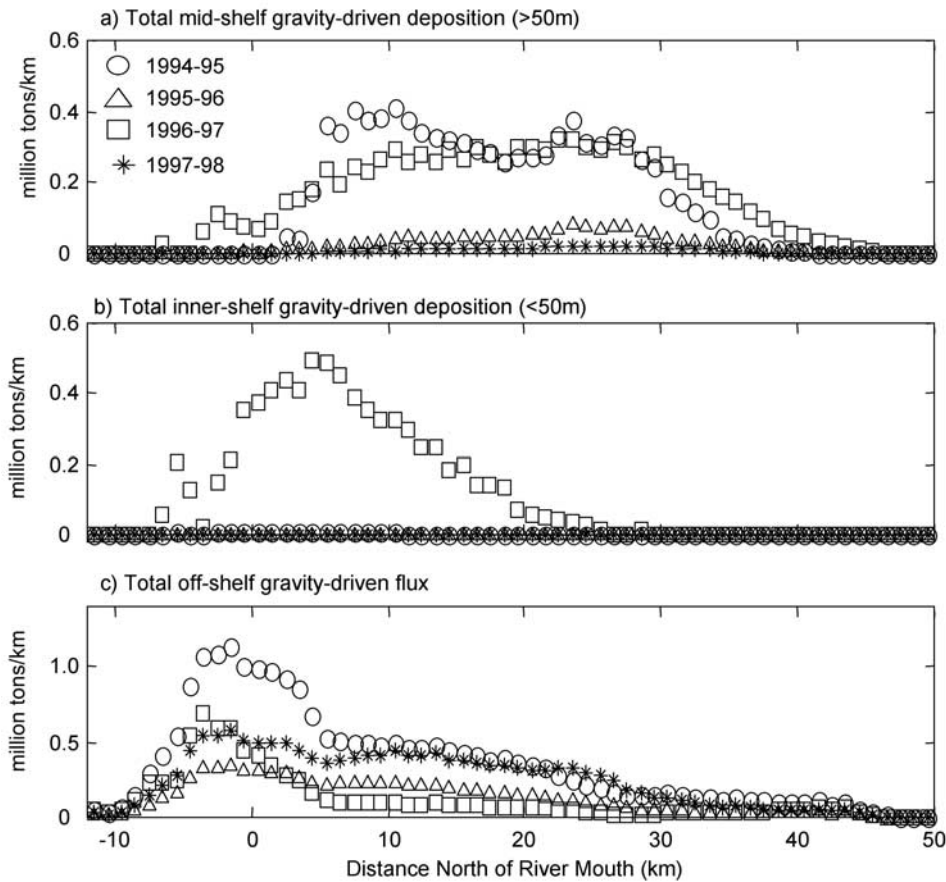 a) Total mid-shelf gravity-driven deposition (>50m)
0.6
0.4
0.2
0
million tons/km
1994-95
1995-96
1996-97
1997-98
b) Total inner-shelf gravity-driven deposition (<50m)
0.6
0.4
0.2
0
million tons/km
c) Total off-shelf gravity-driven flux
1.0
0.5
0
million tons/km
-10 0 10 20 30 40 50
Distance North of River Mouth (km)